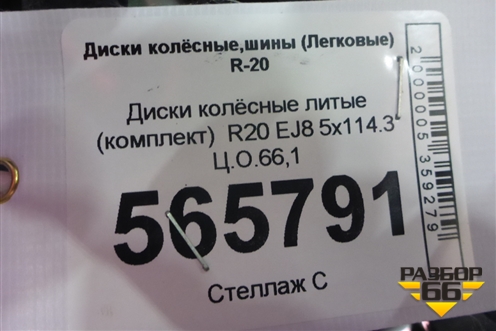 Диски колёсные,шины (Легковые)
R-20
Диски колёсные литые
(комплект) R20 EJ8 5x114.3
Ц.О.66,1
565791
Стеллаж С
2000005359279
РАЗБОР
66